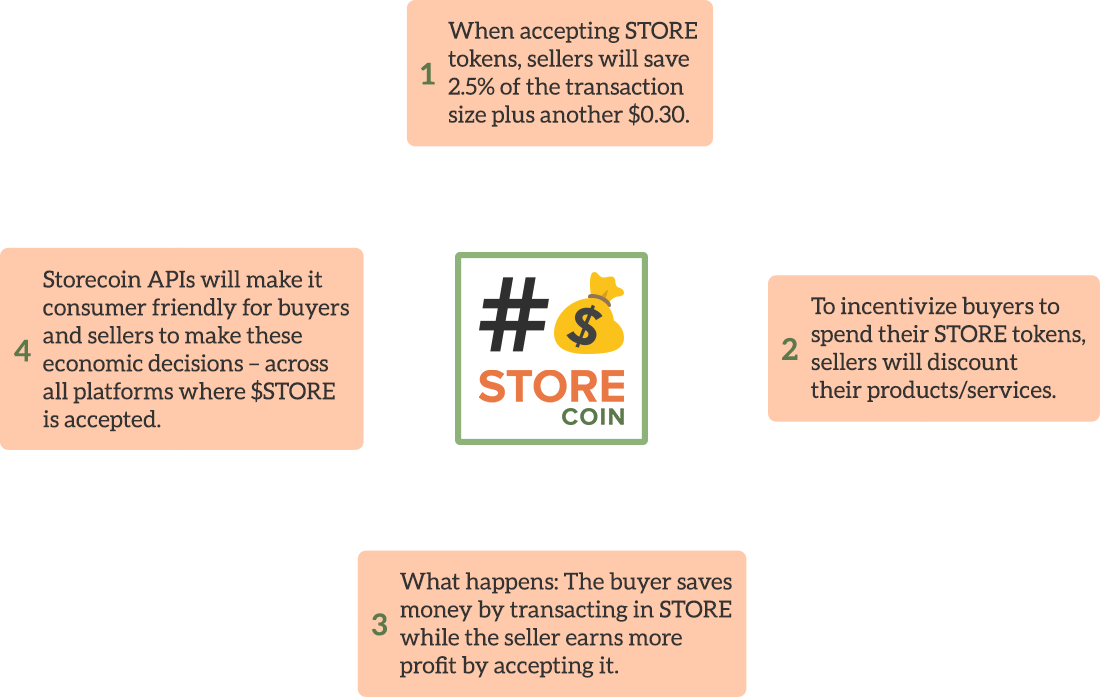 1
When accepting STORE
tokens, sellers will save
2.5% of the transaction
size plus another $0.30.
2
To incentivize buyers to
spend their STORE tokens,
sellers will discount
their products/services.
3
What happens: The buyer saves
money by transacting in STORE
while the seller earns more
profit by accepting it.
4
Storecoin APIs will make it
consumer friendly for buyers
and sellers to make these
economic decisions – across
all platforms where $STORE
is accepted.
#$
STORE
COIN